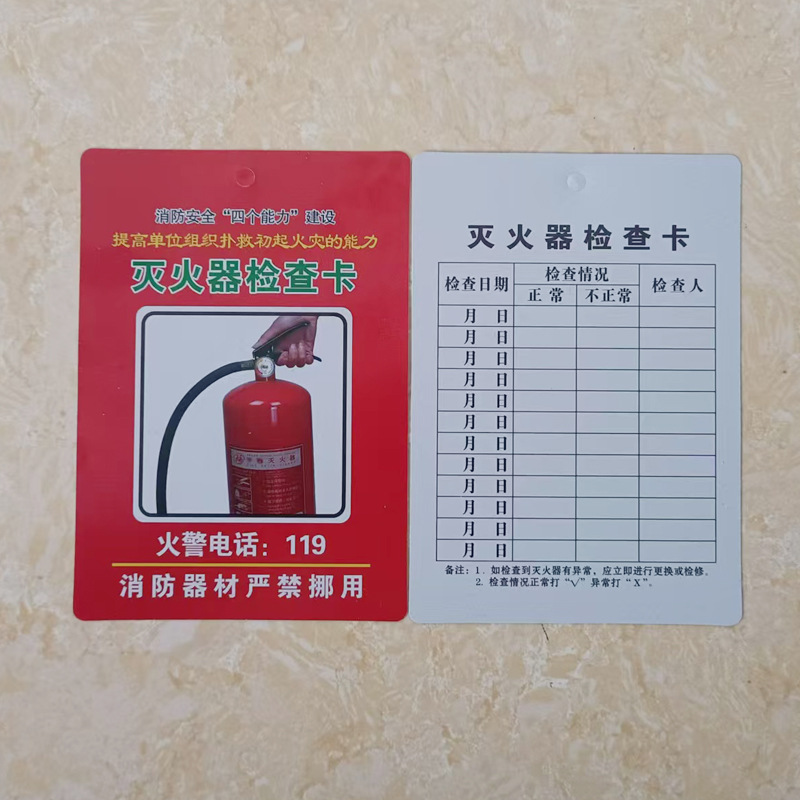 消防安全“四个能力”建设
提高单位组织扑救初起火灾的能力
灭火器检查卡
火警电话：119
消防器材严禁挪用
灭火器检查卡
检查日期 检查情况 检查人
正常 不正常
月 日
月 日
月 日
月 日
月 日
月 日
月 日
月 日
月 日
月 日
月 日
月 日
备注：1. 如检查到灭火器有异常，应立即进行更换或检修。
2. 检查情况正常打“√”异常打“X”。